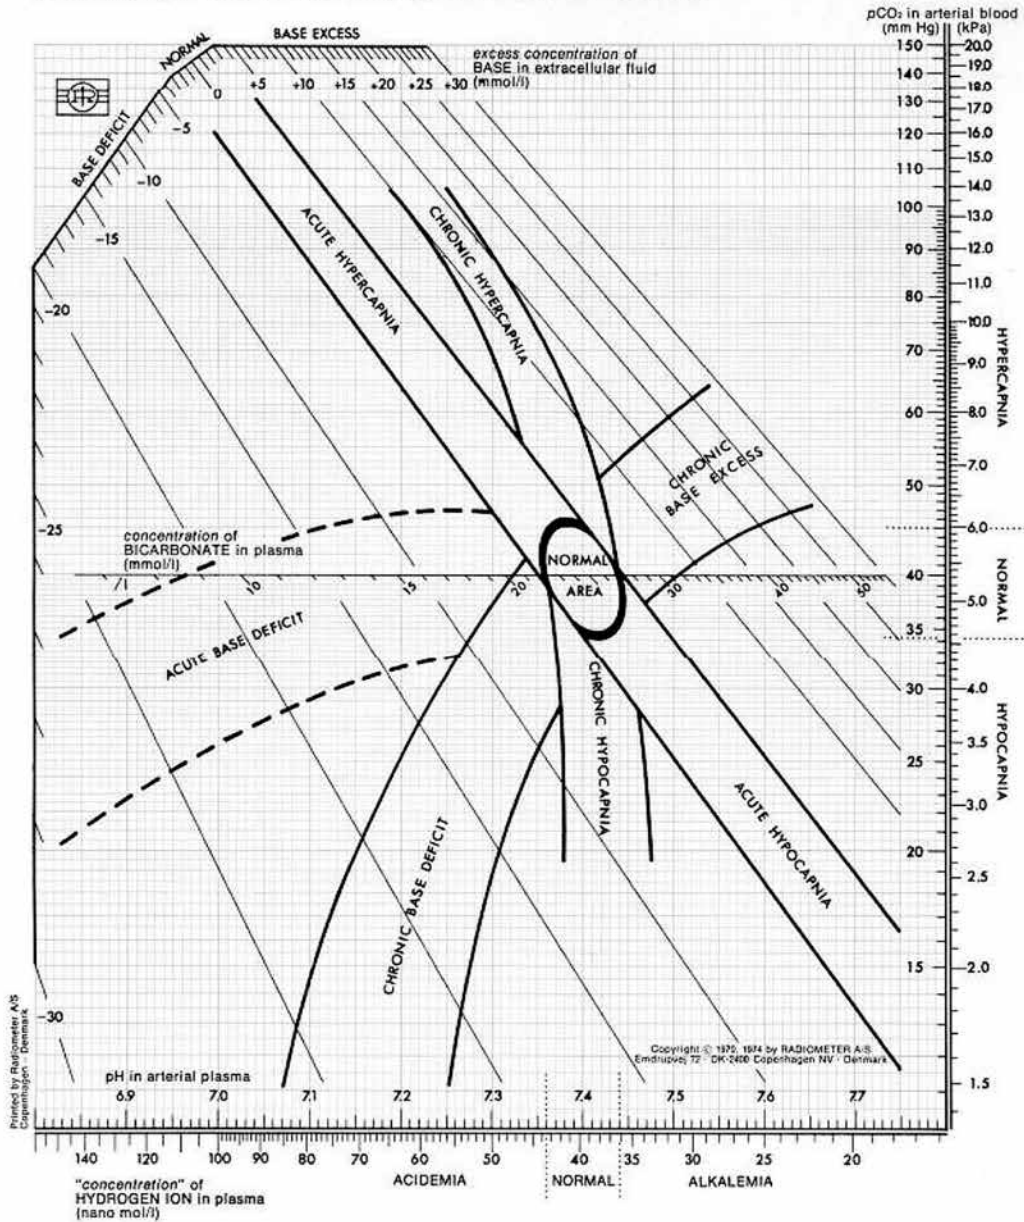 pCO₂ in arterial blood
(mm Hg) (kPa)
BASE EXCESS
NORMAL
BASE DEFICIT
excess concentration of
BASE in extracellular fluid
(mmol/l)
0 +5 +10 +15 +20 +25 +30
-5
-10
-15
-20
-25
-30
150 20.0
140 19.0
18.0
130 17.0
120 16.0
15.0
110 14.0
100 13.0
90 12.0
11.0
80 10.0
70 9.0
60 8.0
7.0
50
6.0
40
5.0
35
30 4.0
3.5
25
3.0
20
2.5
15 2.0
1.5
HYPERCAPNIA
NORMAL
HYPOCAPNIA
ACUTE HYPERCAPNIA
CHRONIC HYPERCAPNIA
CHRONIC
BASE EXCESS
concentration of
BICARBONATE in plasma
(mmol/l)
10 15 20 30 40 50
NORMAL
AREA
ACUTE BASE DEFICIT
CHRONIC HYPOCAPNIA
ACUTE HYPOCAPNIA
CHRONIC BASE DEFICIT
Copyright © 1970, 1974 by RADIOMETER A/S
Emdrupvej 72 - DK-2400 Copenhagen NV - Denmark
Printed by Radiometer A/S
Copenhagen - Denmark
pH in arterial plasma
6.9 7.0 7.1 7.2 7.3 7.4 7.5 7.6 7.7
140 120 100 90 80 70 60 50 40 35 30 25 20
ACIDEMIA NORMAL ALKALEMIA
"concentration" of
HYDROGEN ION in plasma
(nano mol/l)